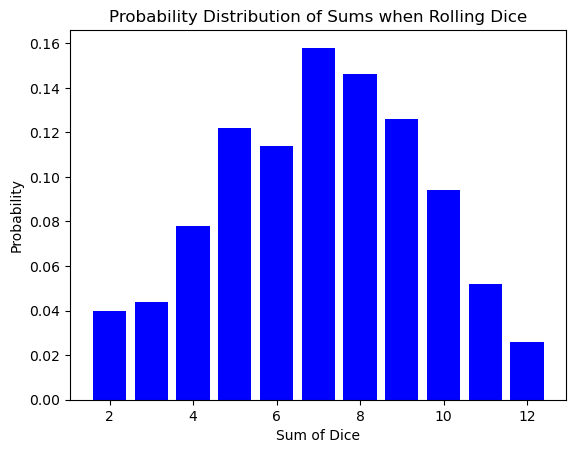 Probability Distribution of Sums when Rolling Dice
0.16
0.14
0.12
0.10
0.08
0.06
0.04
0.02
0.00
Probability
2 4 6 8 10 12
Sum of Dice